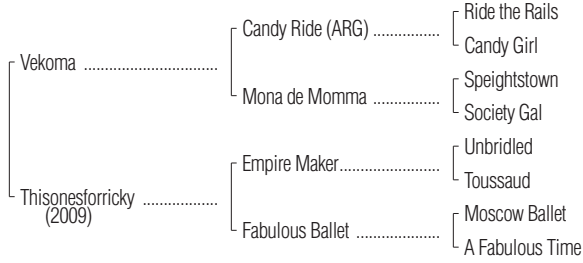 Ride the Rails
Candy Ride (ARG) ................
Candy Girl
Vekoma ................................
Speightstown
Mona de Momma ................
Society Gal
Unbridled
Empire Maker........................
Toussaud
Thisonesforricky ..................
(2009)
Moscow Ballet
Fabulous Ballet ....................
A Fabulous Time